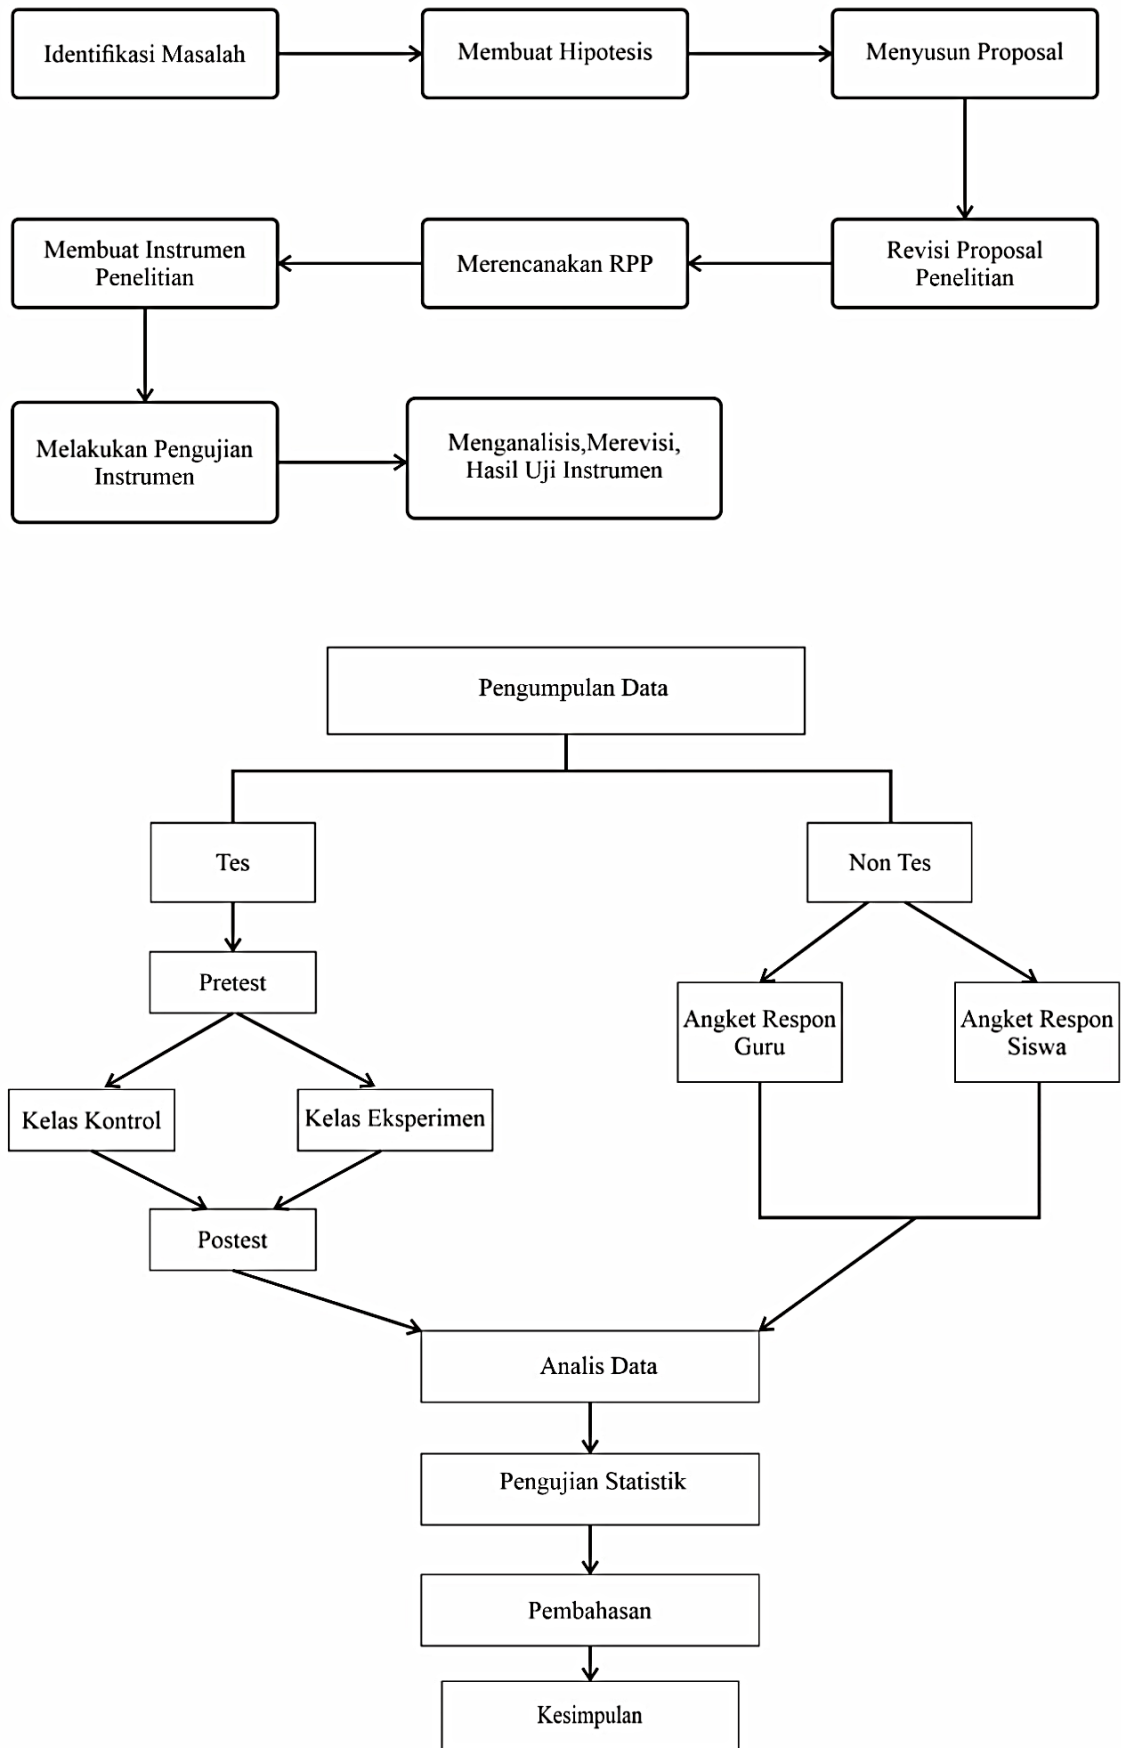 Identifikasi Masalah
Membuat Hipotesis
Menyusun Proposal
Revisi Proposal
Penelitian
Merencanakan RPP
Membuat Instrumen
Penelitian
Melakukan Pengujian
Instrumen
Menganalisis,Merevisi,
Hasil Uji Instrumen
Pengumpulan Data
Tes
Non Tes
Pretest
Angket Respon
Guru
Angket Respon
Siswa
Kelas Kontrol
Kelas Eksperimen
Postest
Analis Data
Pengujian Statistik
Pembahasan
Kesimpulan